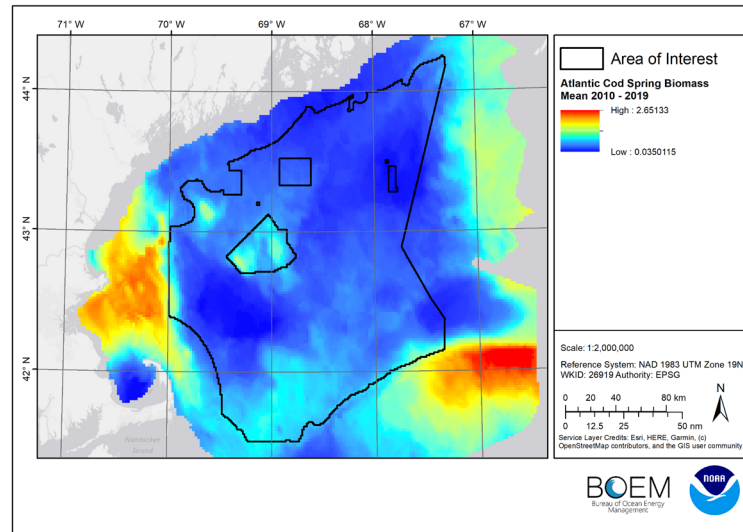 71° W 70° W 69° W 68° W 67° W
44° N
43° N
42° N
Nantucket
Sound
Area of Interest
Atlantic Cod Spring Biomass
Mean 2010 - 2019
High : 2.65133
Low : 0.0350115
Scale: 1:2,000,000
Reference System: NAD 1983 UTM Zone 19N
WKID: 26919 Authority: EPSG
N
0 20 40 80 km
0 12.5 25 50 nm
Service Layer Credits: Esri, HERE, Garmin, (c)
OpenStreetMap contributors, and the GIS user community
BOEM
Bureau of Ocean Energy
Management
NOAA